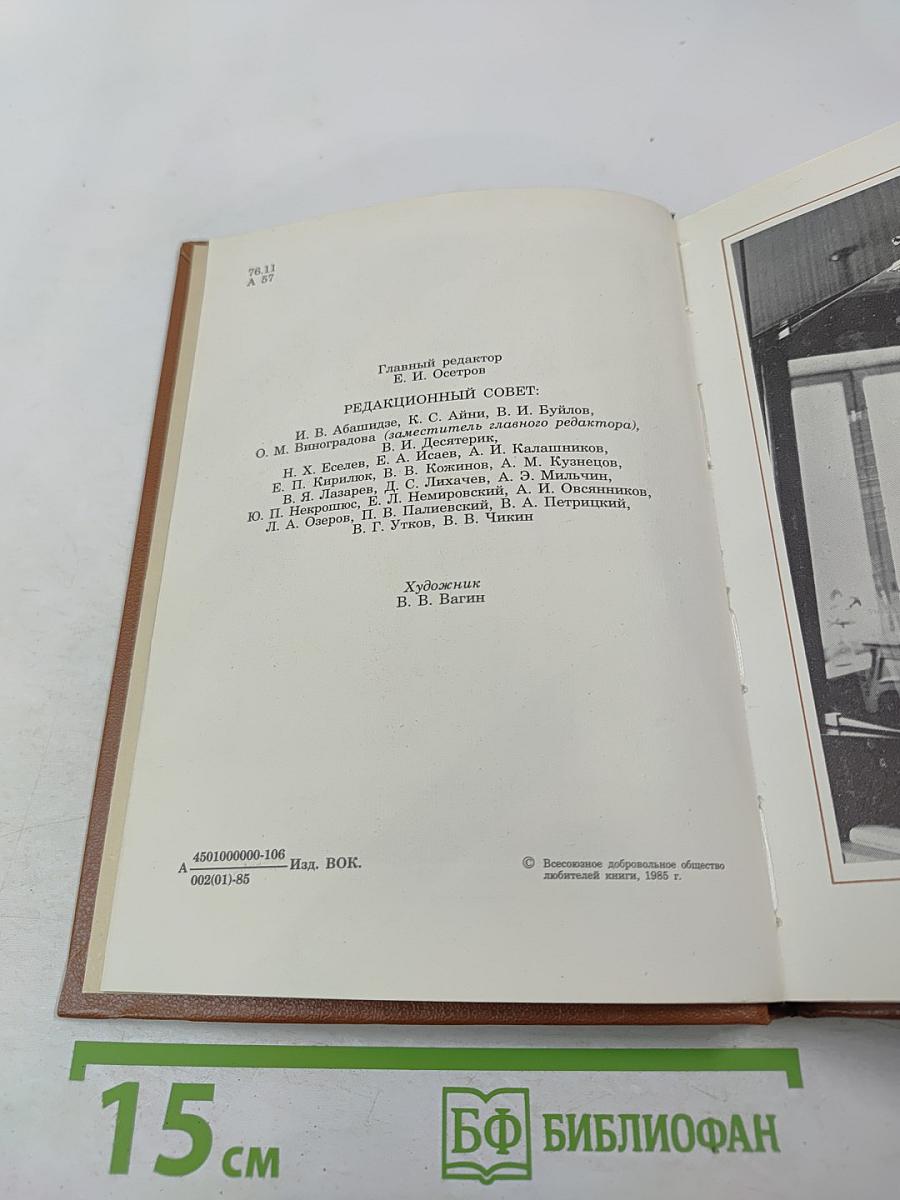 76.11
А 57
Главный редактор
Е. И. Осетров
РЕДАКЦИОННЫЙ СОВЕТ:
И. В. Абашидзе, К. С. Айни, В. И. Буйлов,
О. М. Виноградова (заместитель главного редактора),
В. И. Десятерик,
Н. Х. Еселев, Е. А. Исаев, А. И. Калашников,
Е. П. Кирилюк, В. В. Кожинов, А. М. Кузнецов,
В. Я. Лазарев, Д. С. Лихачев, А. Э. Мильчин,
Ю. П. Некрошюс, Е. Л. Немировский, А. И. Овсянников,
Л. А. Озеров, П. В. Палиевский, В. А. Петрицкий,
В. Г. Утков, В. В. Чикин
Художник
В. В. Вагин
А 4501000000-106 Изд. ВОК.
002(01)-85
© Всесоюзное добровольное общество
любителей книги, 1985 г.
15 см
БФ БИБЛИОФАН